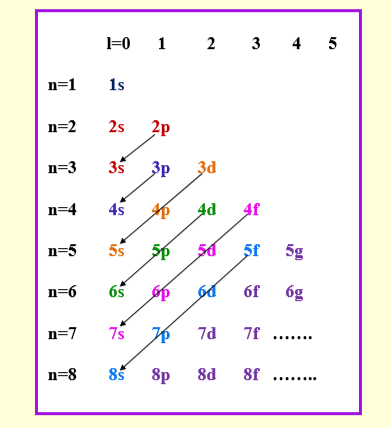 l=0 1 2 3 4 5
n=1 1s
n=2 2s 2p
n=3 3s 3p 3d
n=4 4s 4p 4d 4f
n=5 5s 5p 5d 5f 5g
n=6 6s 6p 6d 6f 6g
n=7 7s 7p 7d 7f …….
n=8 8s 8p 8d 8f ……..